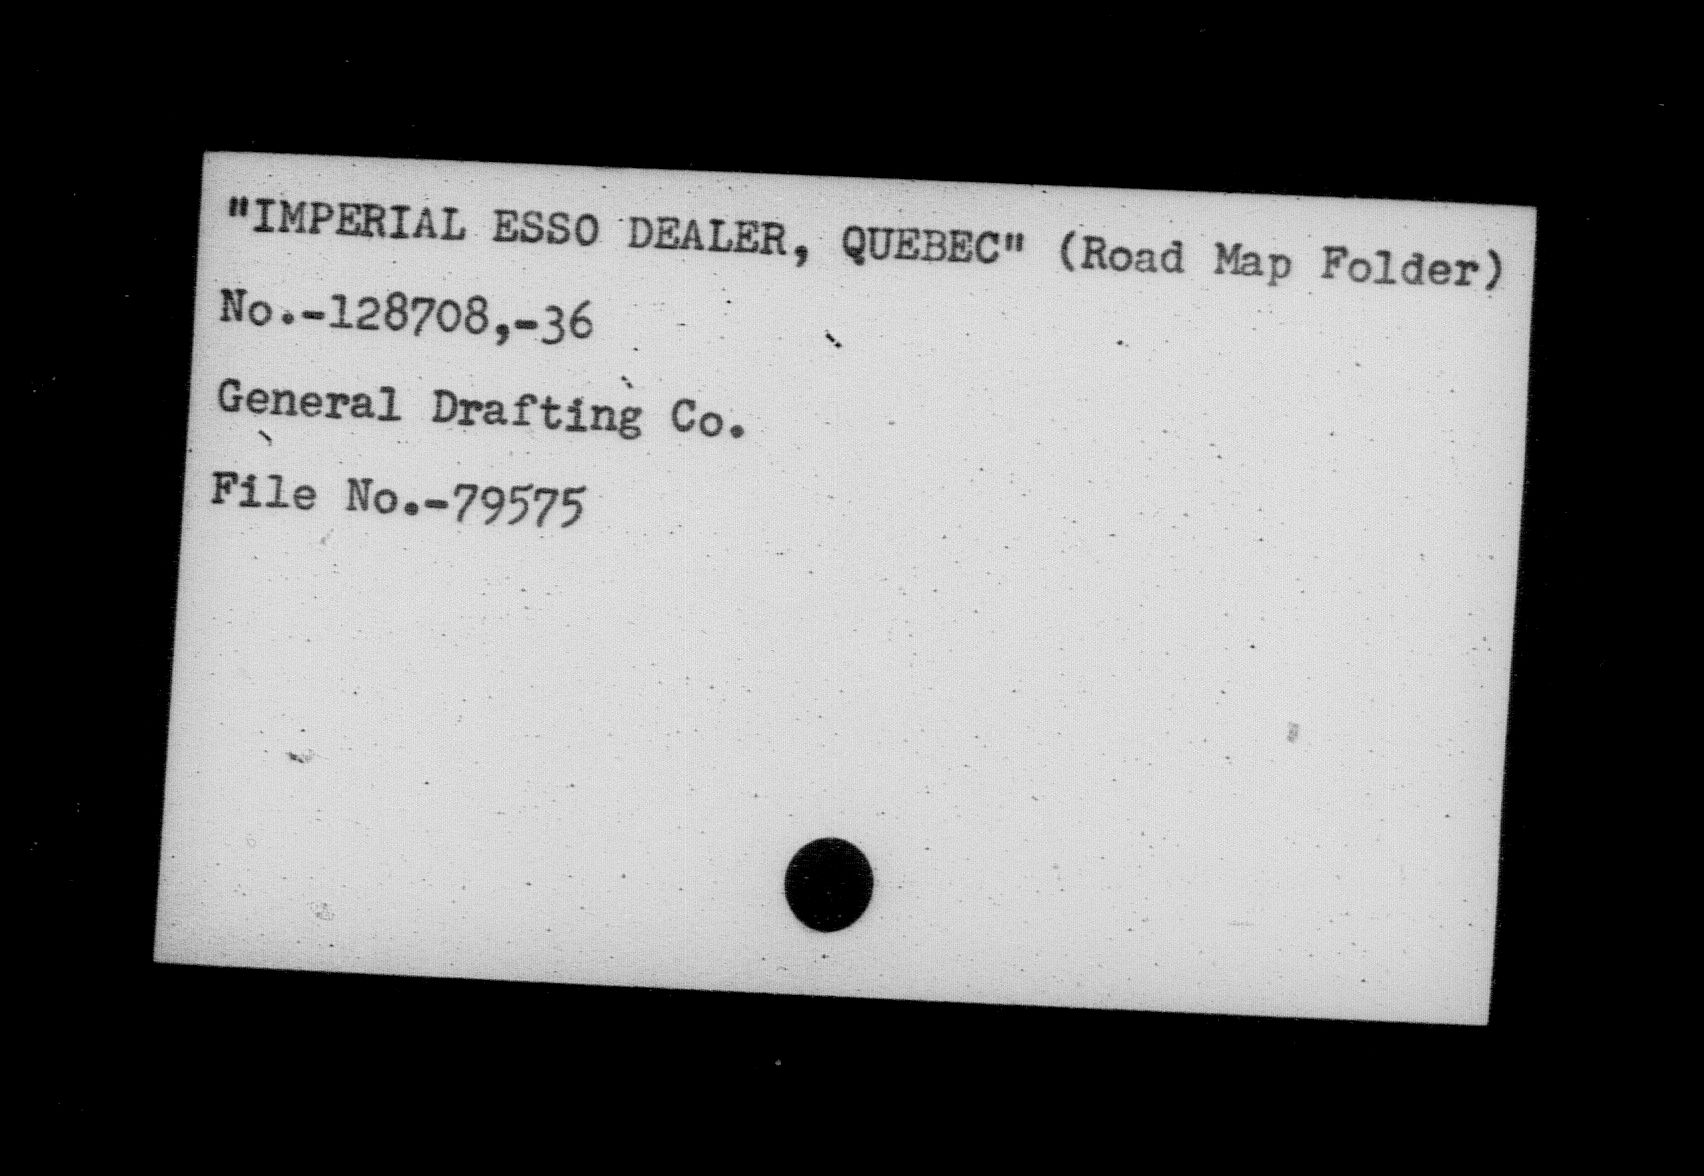 "IMPERIAL ESSO DEALER, QUEBEC" (Road Map Folder)
No.-128708,-36
General Drafting Co.
File No.-79575